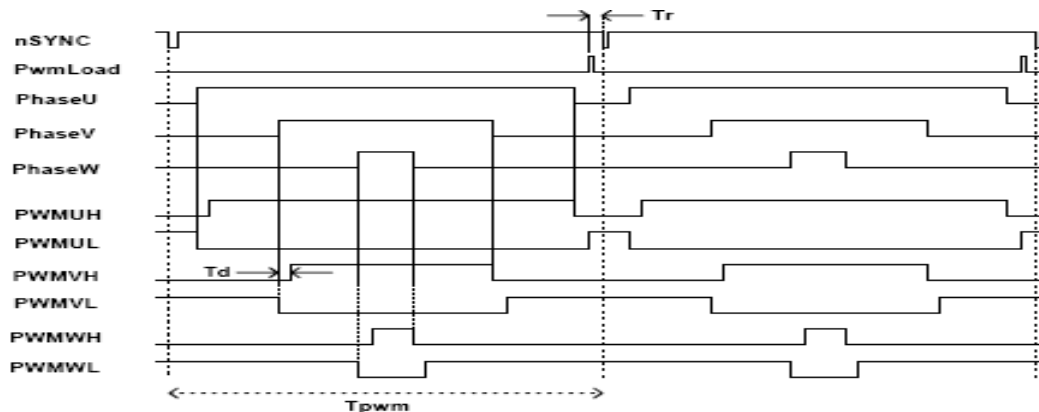 Tr
nSYNC
PwmLoad
PhaseU
PhaseV
PhaseW
PWMUH
PWMUL
Td
PWMVH
PWMVL
PWMWH
PWMWL
Tpwm